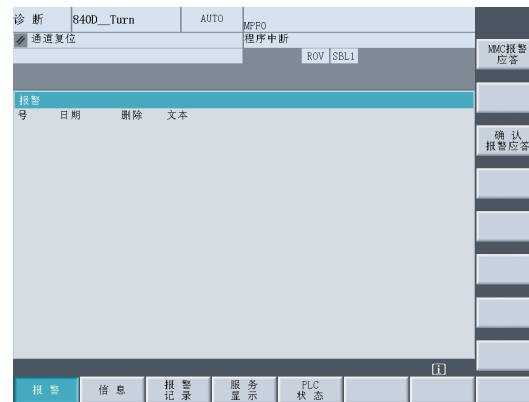 诊 断 840D__Turn AUTO MPF0
通道复位 程序中断
ROV SBL1
MMC报警
应答
报警
号 日期 删除 文本
确 认
报警应答
i
报 警 信 息 报 警
记 录 服 务
显 示 PLC
状 态